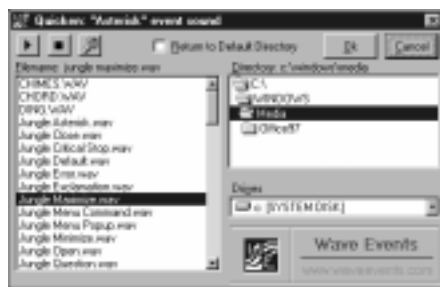 Quicken: "Asterisk" event sound
Return to Default Directory
Ok
Cancel
Filename: jungle maximize.wav
Directory: c:\windows\media
CHIMES.WAV
CHORD.WAV
DING.WAV
Jungle Asterisk.wav
Jungle Close.wav
Jungle Critical Stop.wav
Jungle Default.wav
Jungle Error.wav
Jungle Exclamation.wav
Jungle Maximize.wav
Jungle Menu Command.wav
Jungle Menu Popup.wav
Jungle Minimize.wav
Jungle Open.wav
Jungle Question.wav
C:\
WINDOWS
Media
Office97
Drives
c: [SYSTEM DISK]
Wave Events
www.waveevents.com